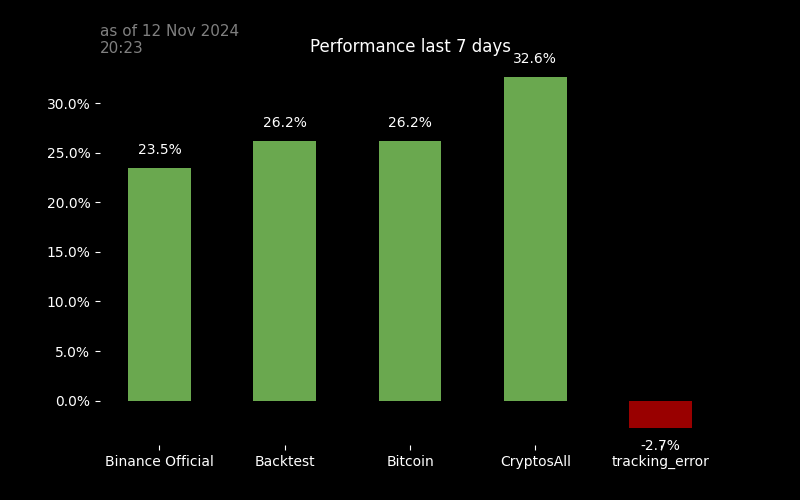 as of 12 Nov 2024
20:23
Performance last 7 days
32.6%
30.0%
26.2%
26.2%
25.0%
23.5%
20.0%
15.0%
10.0%
5.0%
0.0%
-2.7%
Binance Official
Backtest
Bitcoin
CryptosAll
tracking_error